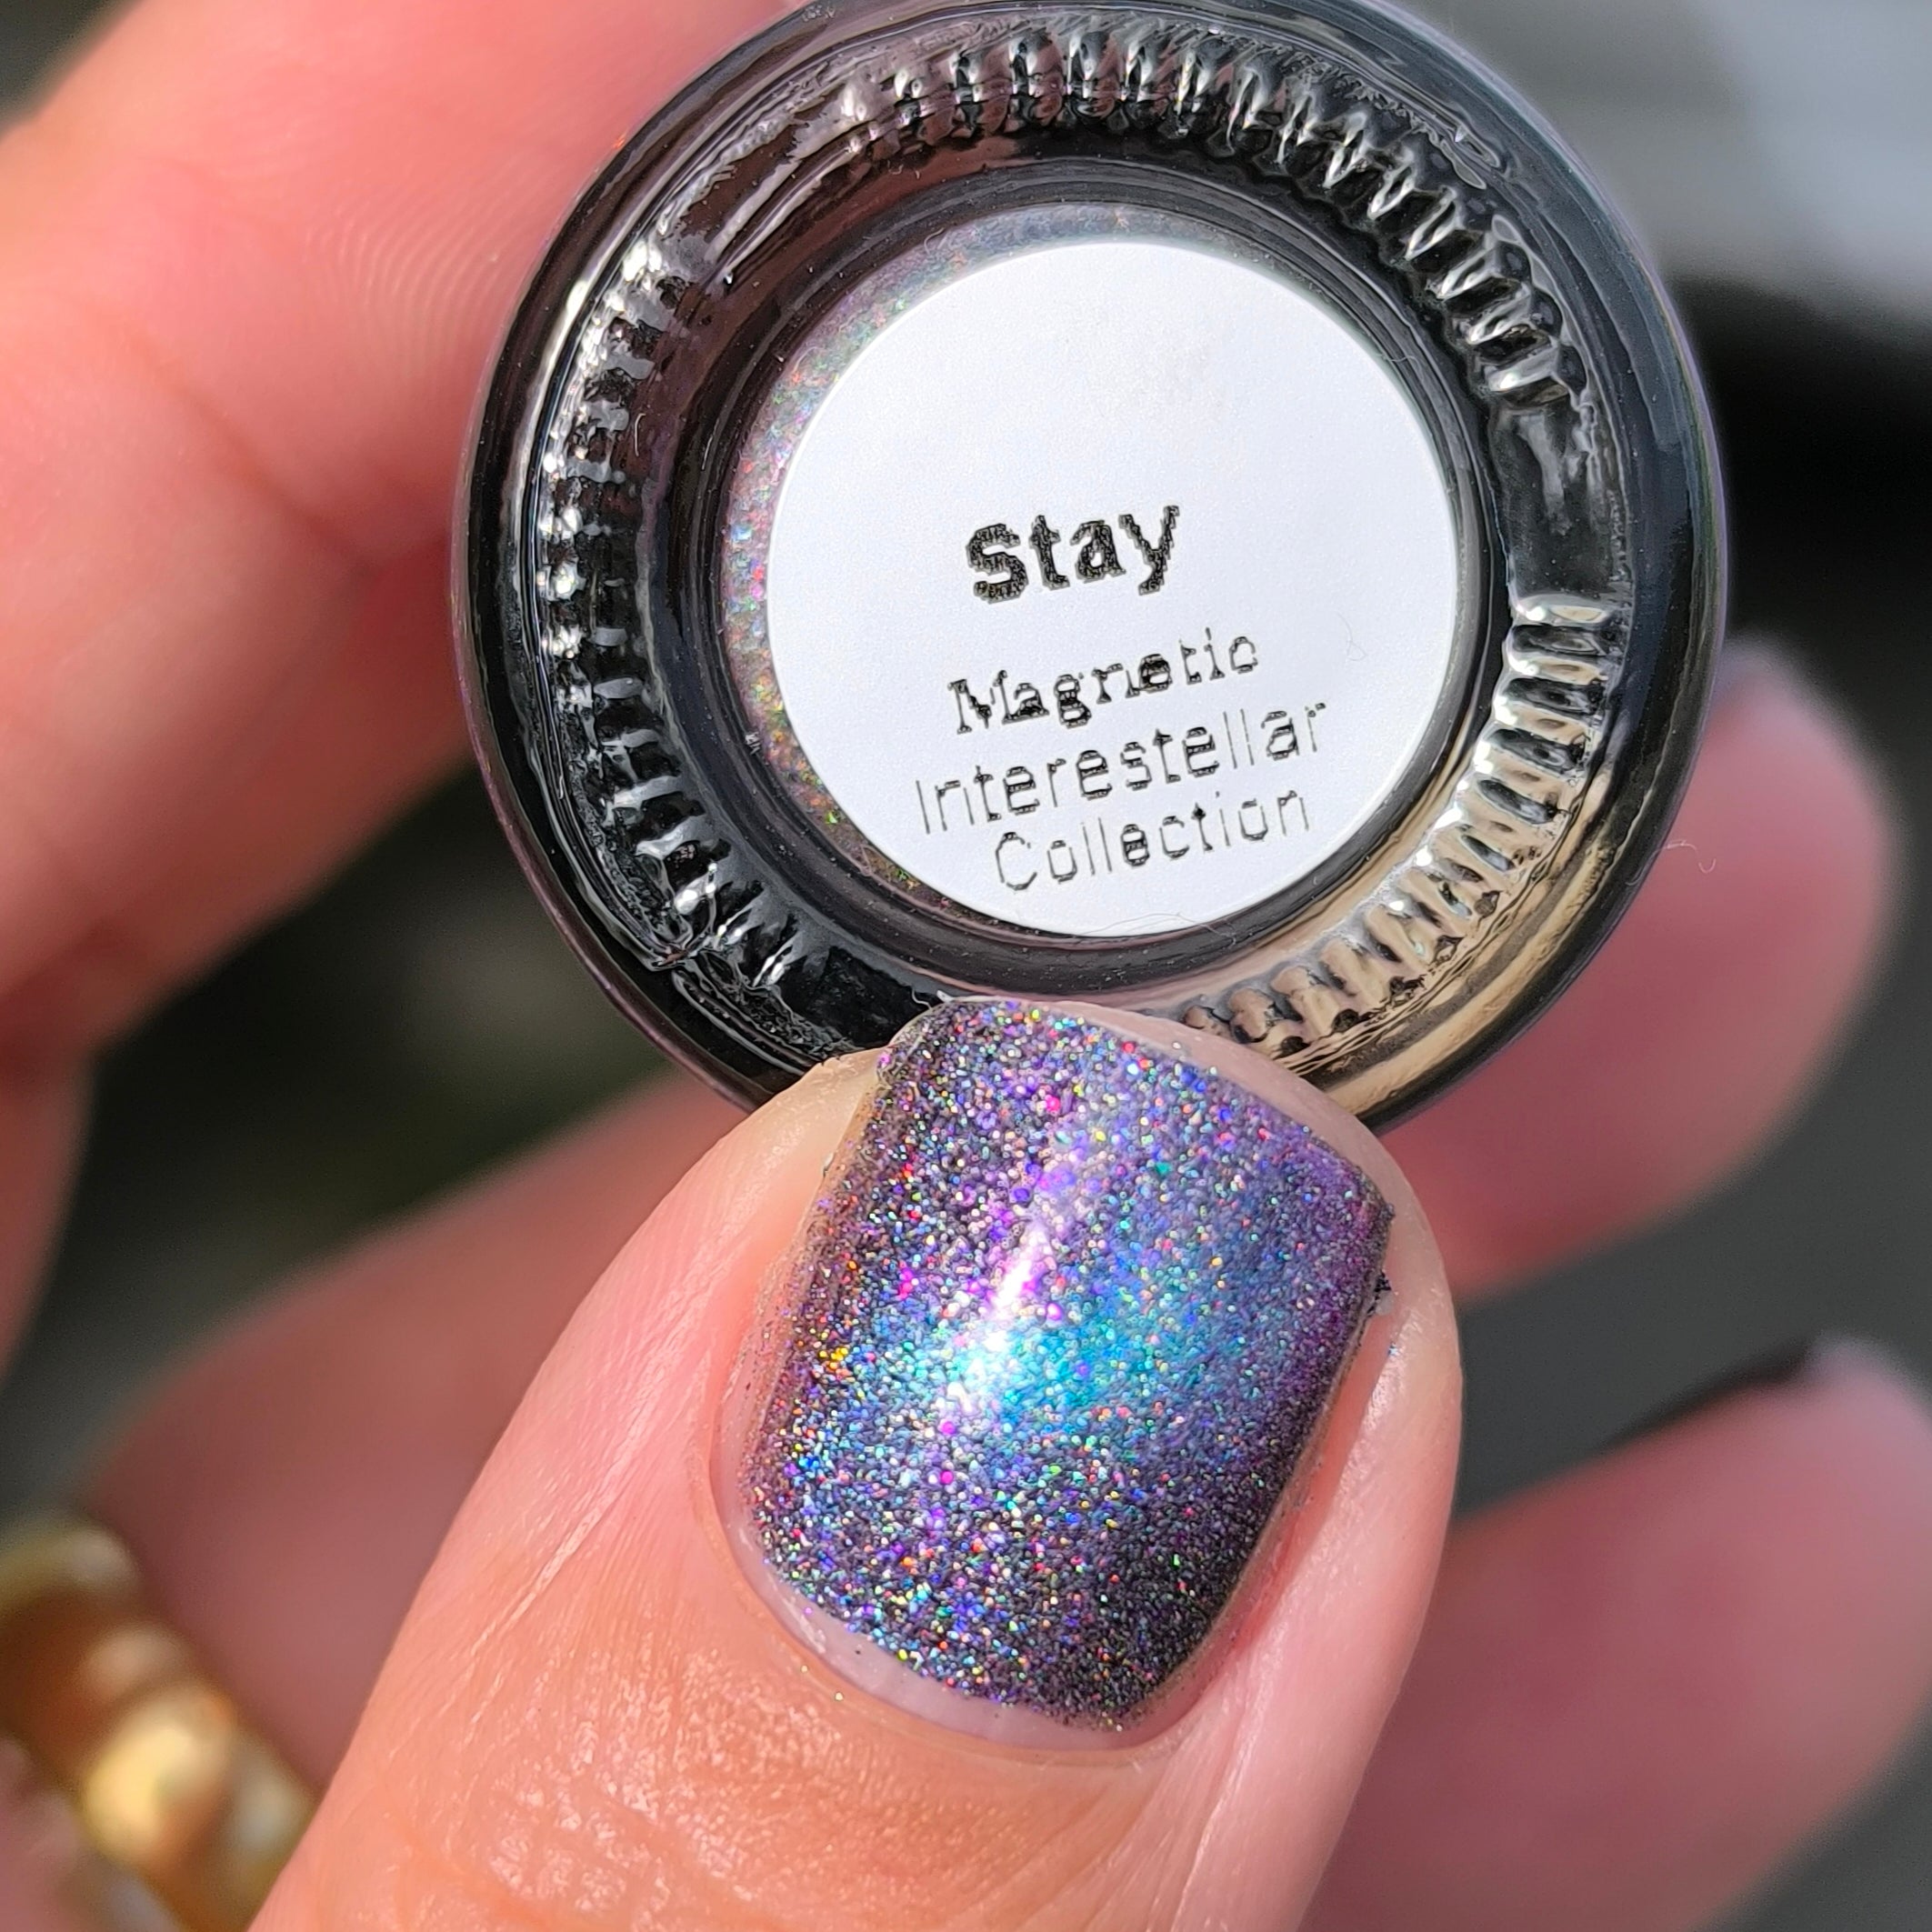 Stay
Magnetic
Interestellar
Collection